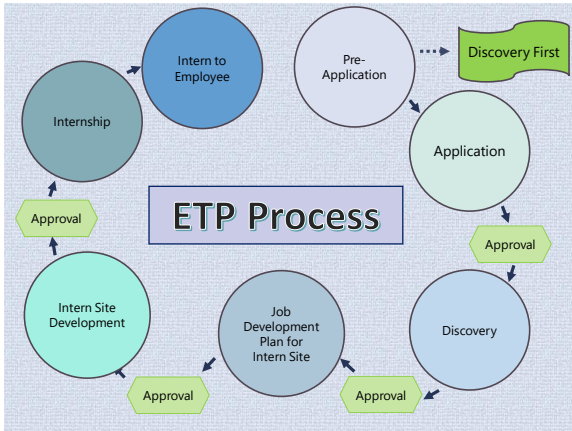 Pre-
Application
Discovery First
Application
Approval
Discovery
Approval
Job
Development
Plan for
Intern Site
Approval
Intern Site
Development
Approval
Internship
Intern to
Employee
ETP Process